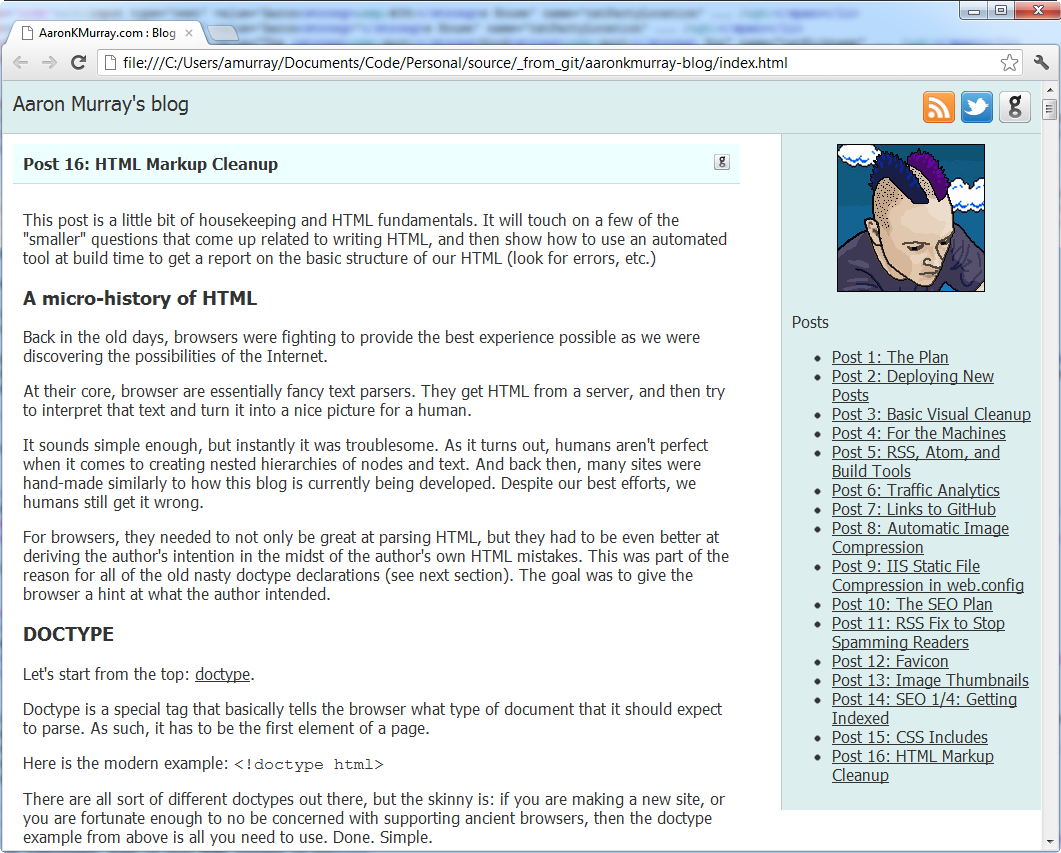 AaronKMurray.com : Blog
file:///C:/Users/amurray/Documents/Code/Personal/source/_from_git/aaronkmurray-blog/index.html
Aaron Murray's blog
g
Post 16: HTML Markup Cleanup
g
This post is a little bit of housekeeping and HTML fundamentals. It will touch on a few of the
"smaller" questions that come up related to writing HTML, and then show how to use an automated
tool at build time to get a report on the basic structure of our HTML (look for errors, etc.)
A micro-history of HTML
Back in the old days, browsers were fighting to provide the best experience possible as we were
discovering the possibilities of the Internet.
At their core, browser are essentially fancy text parsers. They get HTML from a server, and then try
to interpret that text and turn it into a nice picture for a human.
It sounds simple enough, but instantly it was troublesome. As it turns out, humans aren't perfect
when it comes to creating nested hierarchies of nodes and text. And back then, many sites were
hand-made similarly to how this blog is currently being developed. Despite our best efforts, we
humans still get it wrong.
For browsers, they needed to not only be great at parsing HTML, but they had to be even better at
deriving the author's intention in the midst of the author's own HTML mistakes. This was part of the
reason for all of the old nasty doctype declarations (see next section). The goal was to give the
browser a hint at what the author intended.
DOCTYPE
Let's start from the top: doctype.
Doctype is a special tag that basically tells the browser what type of document that it should expect
to parse. As such, it has to be the first element of a page.
Here is the modern example: <!doctype html>
There are all sort of different doctypes out there, but the skinny is: if you are making a new site, or
you are fortunate enough to no be concerned with supporting ancient browsers, then the doctype
example from above is all you need to use. Done. Simple.
Posts
Post 1: The Plan
Post 2: Deploying New
Posts
Post 3: Basic Visual Cleanup
Post 4: For the Machines
Post 5: RSS, Atom, and
Build Tools
Post 6: Traffic Analytics
Post 7: Links to GitHub
Post 8: Automatic Image
Compression
Post 9: IIS Static File
Compression in web.config
Post 10: The SEO Plan
Post 11: RSS Fix to Stop
Spamming Readers
Post 12: Favicon
Post 13: Image Thumbnails
Post 14: SEO 1/4: Getting
Indexed
Post 15: CSS Includes
Post 16: HTML Markup
Cleanup